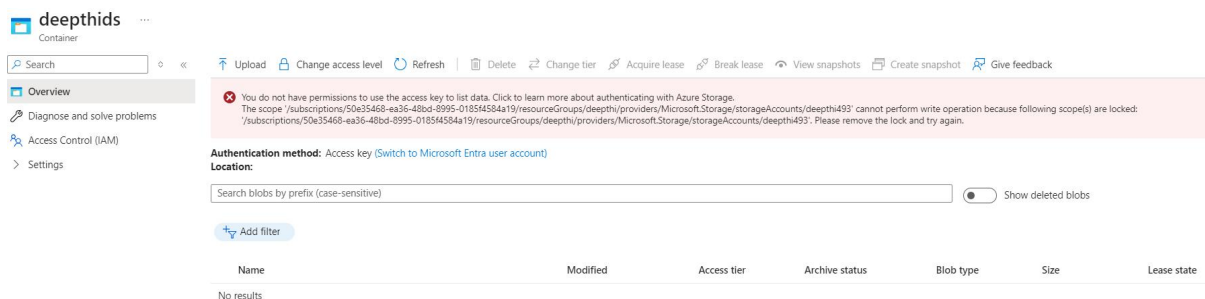 deepthids ...
Container
Search
Upload Change access level Refresh Delete Change tier Acquire lease Break lease View snapshots Create snapshot Give feedback
Overview
Diagnose and solve problems
Access Control (IAM)
Settings
You do not have permissions to use the access key to list data. Click to learn more about authenticating with Azure Storage.
The scope '/subscriptions/50e35468-ea36-48bd-8995-0185f4584a19/resourceGroups/deepthi/providers/Microsoft.Storage/storageAccounts/deepthi493' cannot perform write operation because following scope(s) are locked:
'/subscriptions/50e35468-ea36-48bd-8995-0185f4584a19/resourceGroups/deepthi/providers/Microsoft.Storage/storageAccounts/deepthi493'. Please remove the lock and try again.
Authentication method: Access key (Switch to Microsoft Entra user account)
Location:
Search blobs by prefix (case-sensitive)
Show deleted blobs
Add filter
Name Modified Access tier Archive status Blob type Size Lease state
No results